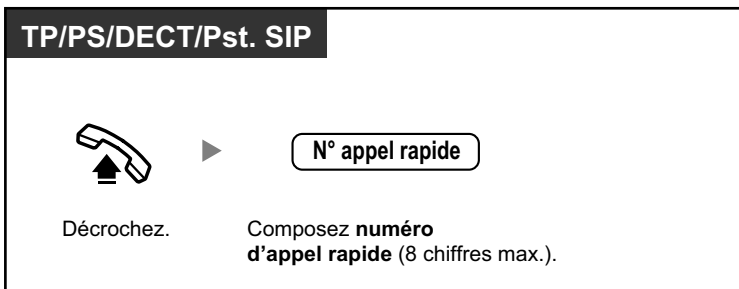 TP/PS/DECT/Pst. SIP
N° appel rapide
Décrochez.
Composez numéro
d'appel rapide (8 chiffres max.).